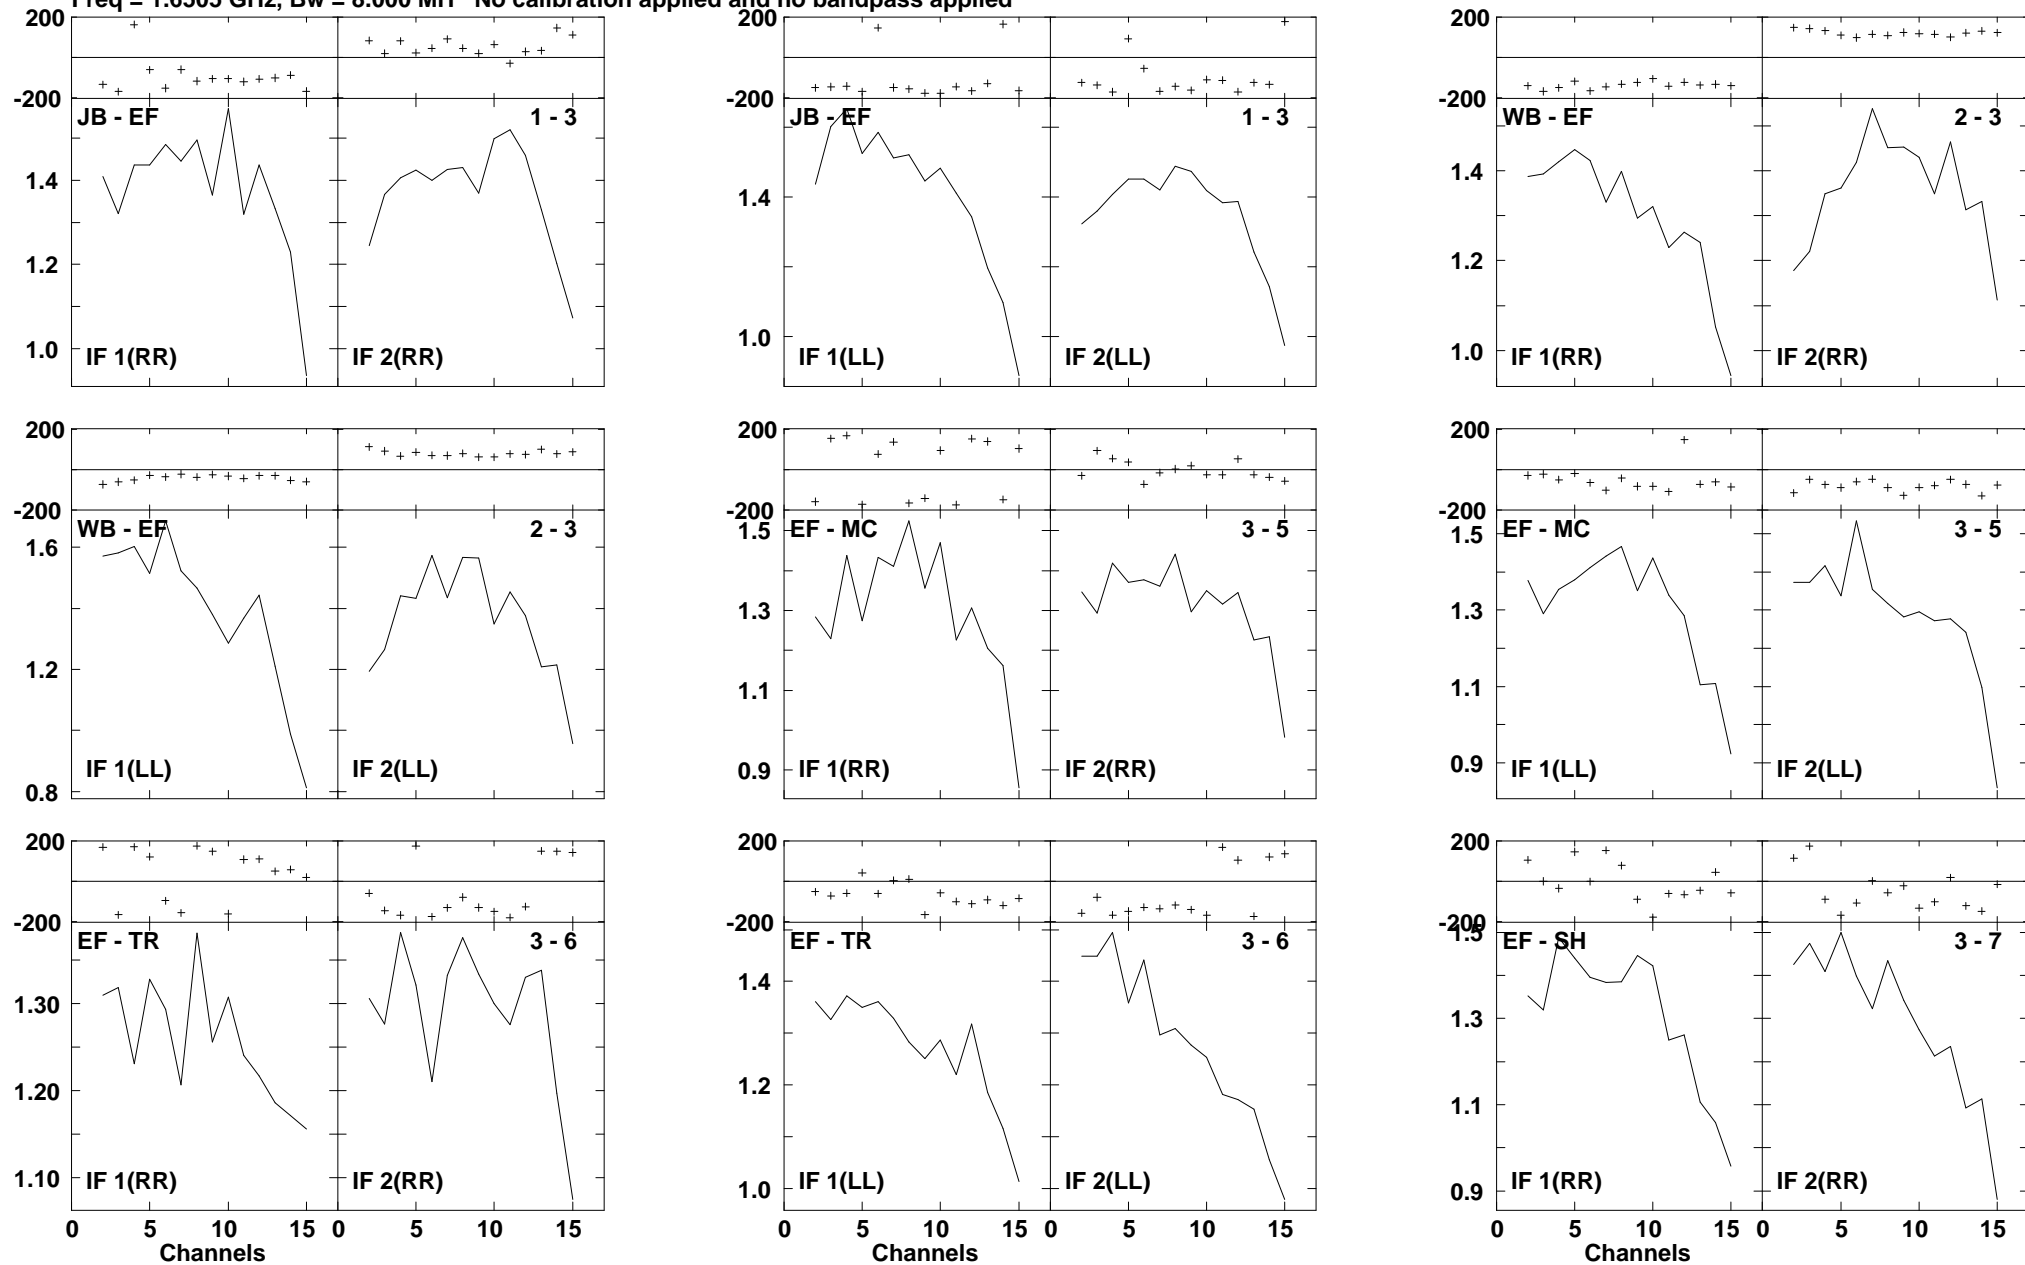 Freq = 1.6505 GHz, Bw = 8.000 MH No calibration applied and no bandpass applied
200
-200
JB - EF 1 - 3
1.4
1.2
1.0
IF 1(RR) IF 2(RR)
JB - EF 1 - 3
1.4
1.0
IF 1(LL) IF 2(LL)
200
-200
WB - EF 2 - 3
1.4
1.2
1.0
IF 1(RR) IF 2(RR)
200
-200
WB - EF 2 - 3
1.6
1.2
0.8
IF 1(LL) IF 2(LL)
200
-200
EF - MC 3 - 5
1.5
1.3
1.1
0.9
IF 1(RR) IF 2(RR)
200
-200
EF - MC 3 - 5
1.5
1.3
1.1
0.9
IF 1(LL) IF 2(LL)
200
-200
EF - TR 3 - 6
1.30
1.20
1.10
IF 1(RR) IF 2(RR)
0 5 10 15 0 5 10 15
Channels
200
-200
EF - TR 3 - 6
1.4
1.2
1.0
IF 1(LL) IF 2(LL)
0 5 10 15 0 5 10 15
Channels
200
-200
EF - SH 3 - 7
1.5
1.3
1.1
0.9
IF 1(RR) IF 2(RR)
0 5 10 15 0 5 10 15
Channels